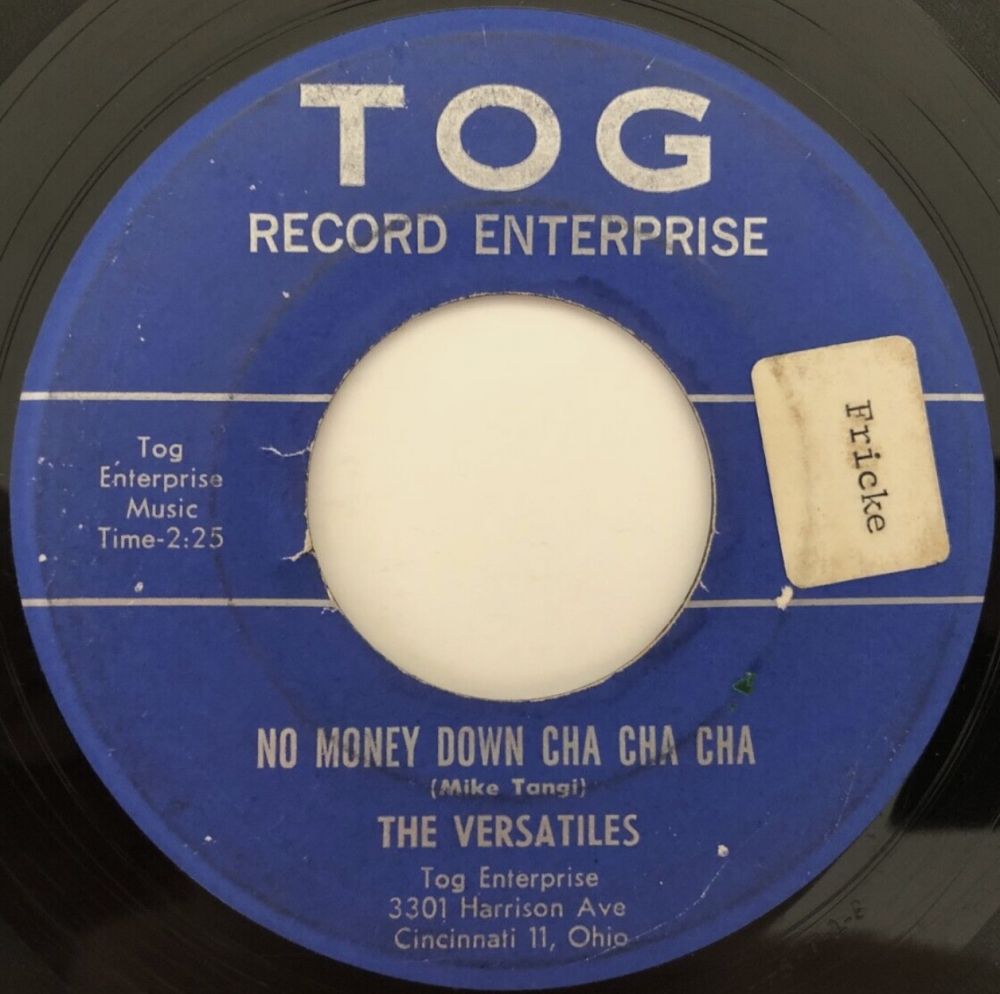 TOG
RECORD ENTERPRISE
Tog
Enterprise
Music
Time-2:25
Fricke
NO MONEY DOWN CHA CHA CHA
(Mike Tangi)
THE VERSATILES
Tog Enterprise
3301 Harrison Ave
Cincinnati 11, Ohio